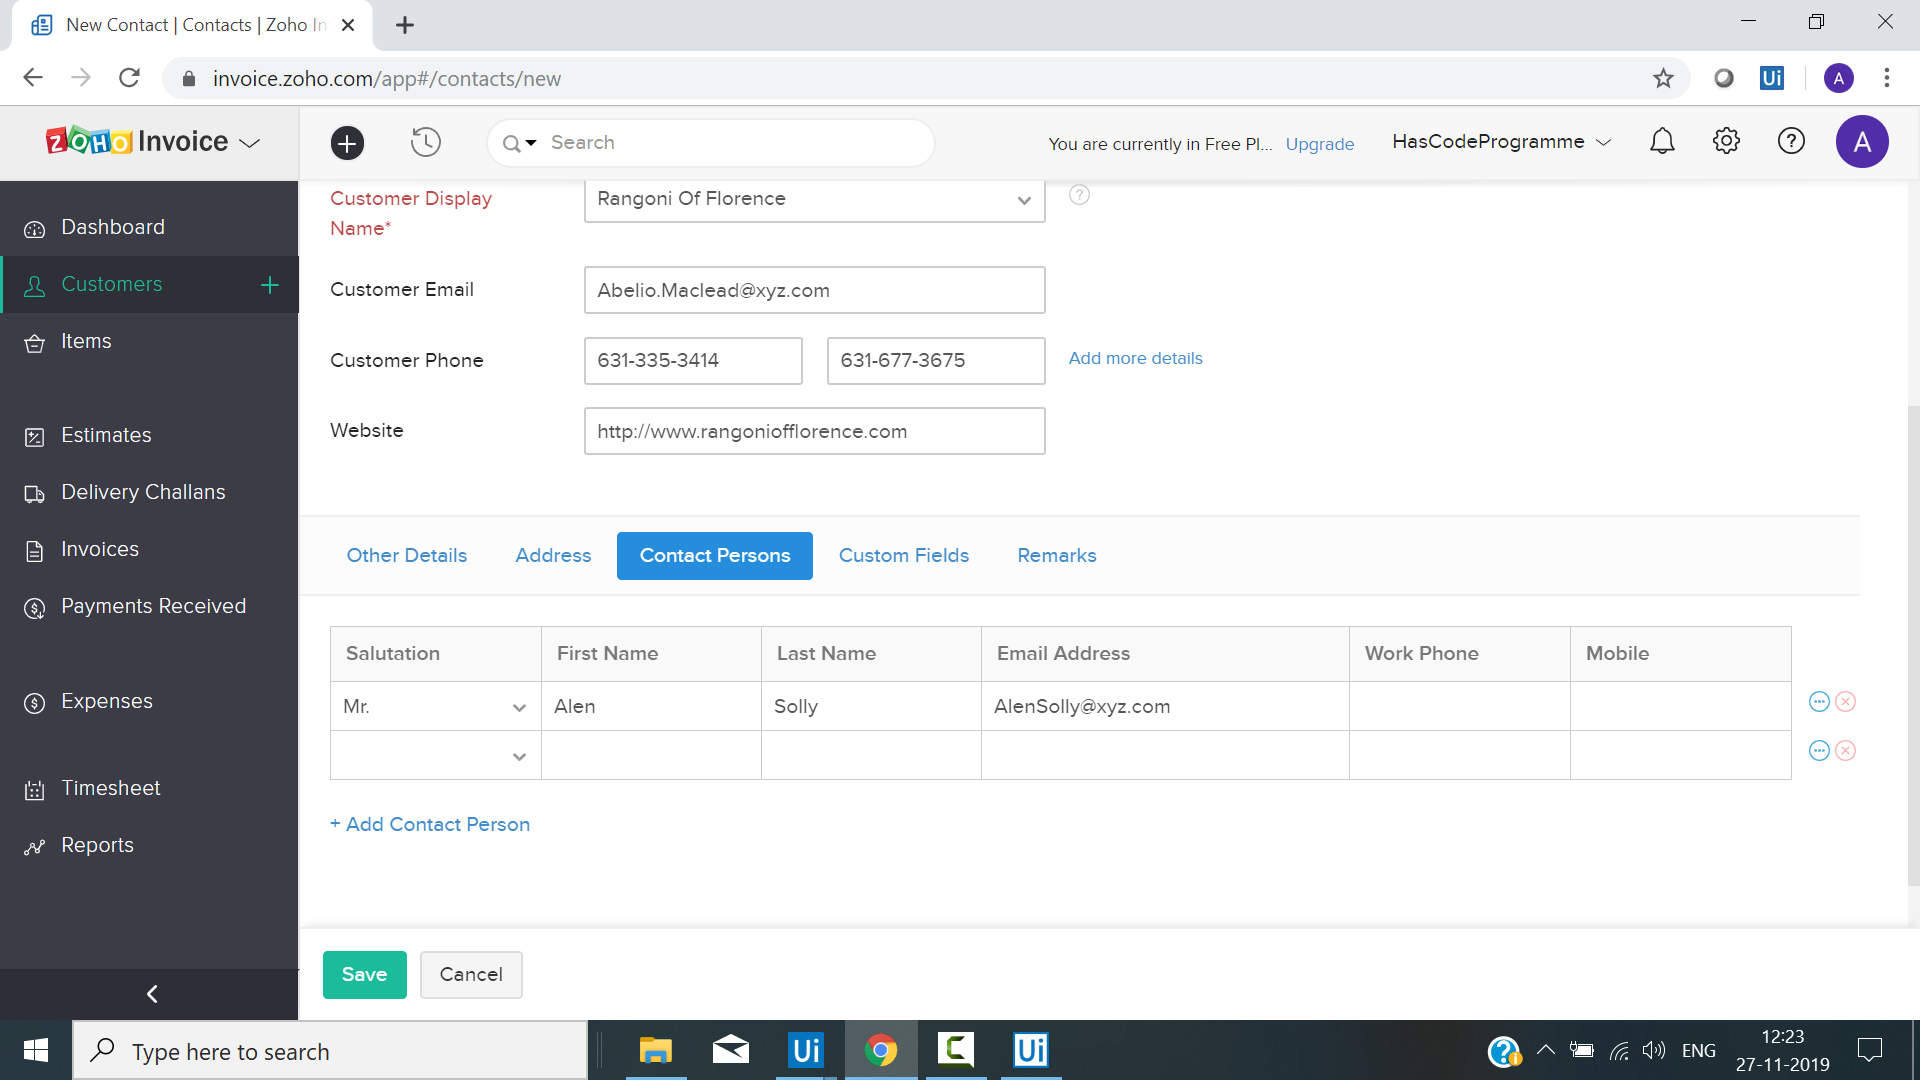 New Contact | Contacts | Zoho In
invoice.zoho.com/app#/contacts/new
Ui
A
ZOHO Invoice
Search
You are currently in Free Pl... Upgrade
HasCodeProgramme
A
Dashboard
Customers
Items
Estimates
Delivery Challans
Invoices
Payments Received
Expenses
Timesheet
Reports
Customer Display
Name*
Rangoni Of Florence
Customer Email
Abelio.Maclead@xyz.com
Customer Phone
631-335-3414
631-677-3675
Add more details
Website
http://www.rangoniofflorence.com
Other Details Address Contact Persons Custom Fields Remarks
Salutation First Name Last Name Email Address Work Phone Mobile
Mr. Alen Solly AlenSolly@xyz.com
+ Add Contact Person
Save Cancel
Type here to search
Ui
Ui
ENG
12:23
27-11-2019